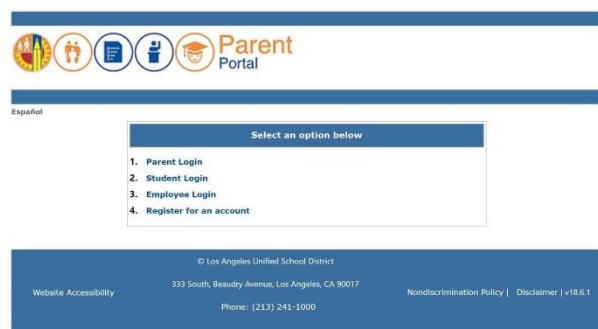 Parent
Portal
Español
Select an option below
1. Parent Login
2. Student Login
3. Employee Login
4. Register for an account
© Los Angeles Unified School District
333 South, Beaudry Avenue, Los Angeles, CA 90017
Phone: (213) 241-1000
Website Accessibility
Nondiscrimination Policy | Disclaimer | v18.6.1